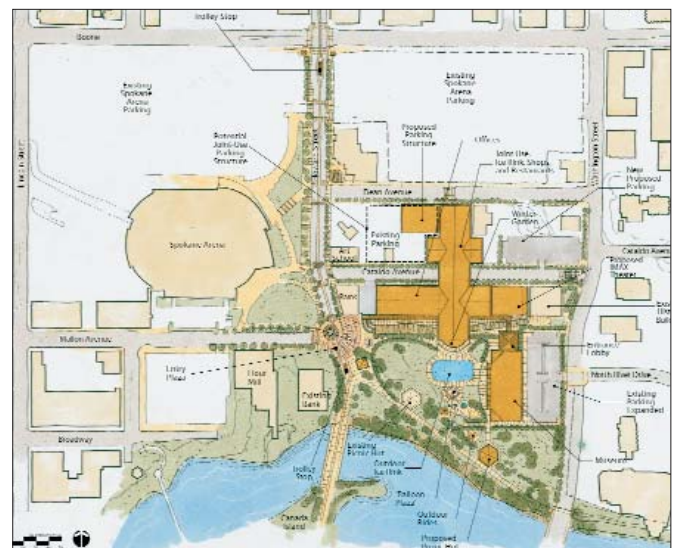 Trolley Stop
Boone
Existing
Spokane
Arena
Parking
Existing
Spokane
Arena
Parking
Potential
Joint-Use
Parking
Structure
Proposed
Parking
Structure
Offices
Joint Use
Ice Rink, Shops
and Restaurants
Washington Street
New
Proposed
Parking
Dean Avenue
Winter
Garden
Spokane Arena
Existing
Parking
Cataldo Avenue
Cataldo Avenue
Proposed
IMAX
Theater
Mallon Avenue
Entry
Plaza
Flour
Mill
Existing
Bank
Entrance
Lobby
North River Drive
Existing
Parking
Expanded
Broadway
Existing
Picnic Hut
Trolley
Stop
Outdoor
Ice Rink
Museum
Balloon
Plaza
Outdoor
Rides
Canada
Island
Proposed